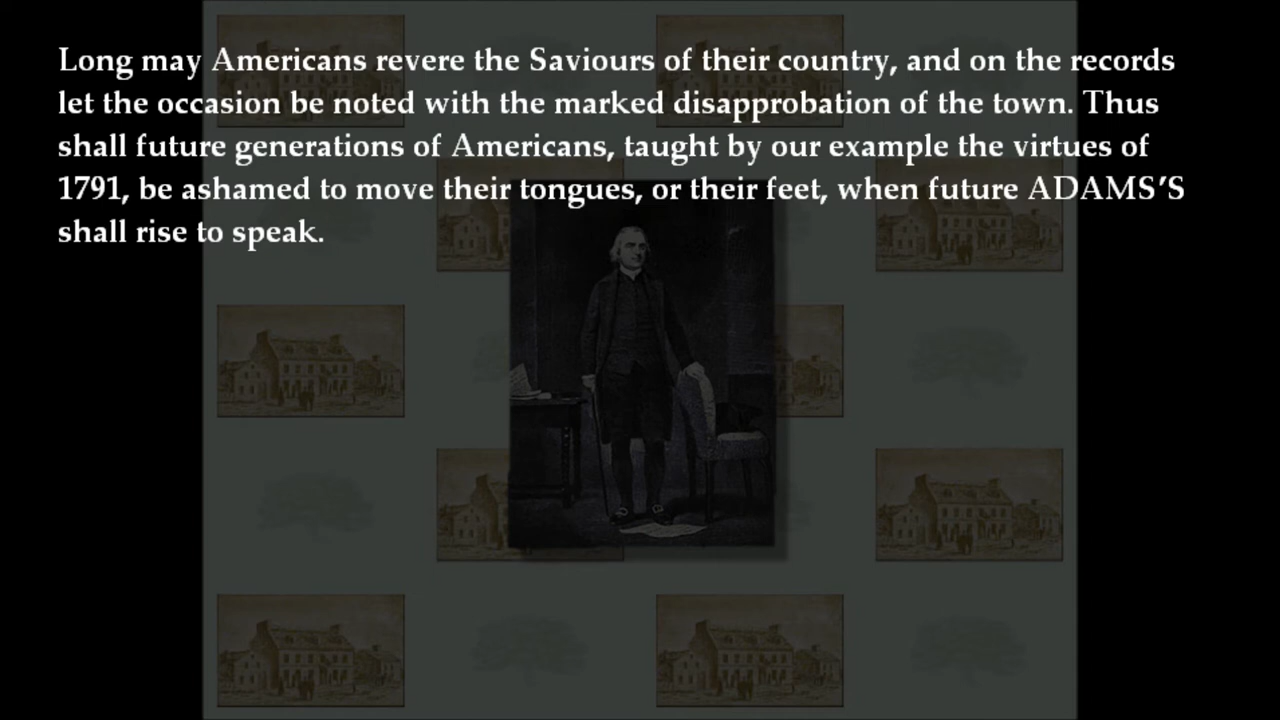 Long may Americans revere the Saviours of their country, and on the records
let the occasion be noted with the marked disapprobation of the town. Thus
shall future generations of Americans, taught by our example the virtues of
1791, be ashamed to move their tongues, or their feet, when future ADAMS’S
shall rise to speak.